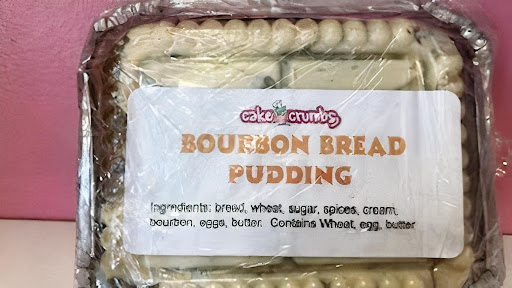 cake crumbs
BOURBON BREAD
PUDDING
Ingredients: bread, wheat, sugar, spices, cream,
bourbon, eggs, butter. Contains Wheat, egg, butter